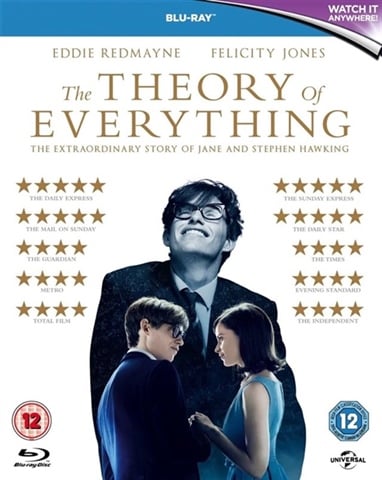 BLU-RAY™
WATCH IT
ANYWHERE!
EDDIE REDMAYNE FELICITY JONES
The THEORY Of
EVERYTHING
THE EXTRAORDINARY STORY OF JANE AND STEPHEN HAWKING
THE DAILY EXPRESS
THE MAIL ON SUNDAY
THE GUARDIAN
METRO
TOTAL FILM
THE SUNDAY EXPRESS
THE DAILY STAR
THE TIMES
EVENING STANDARD
THE INDEPENDENT
12
12
Blu-ray Disc
UNIVERSAL